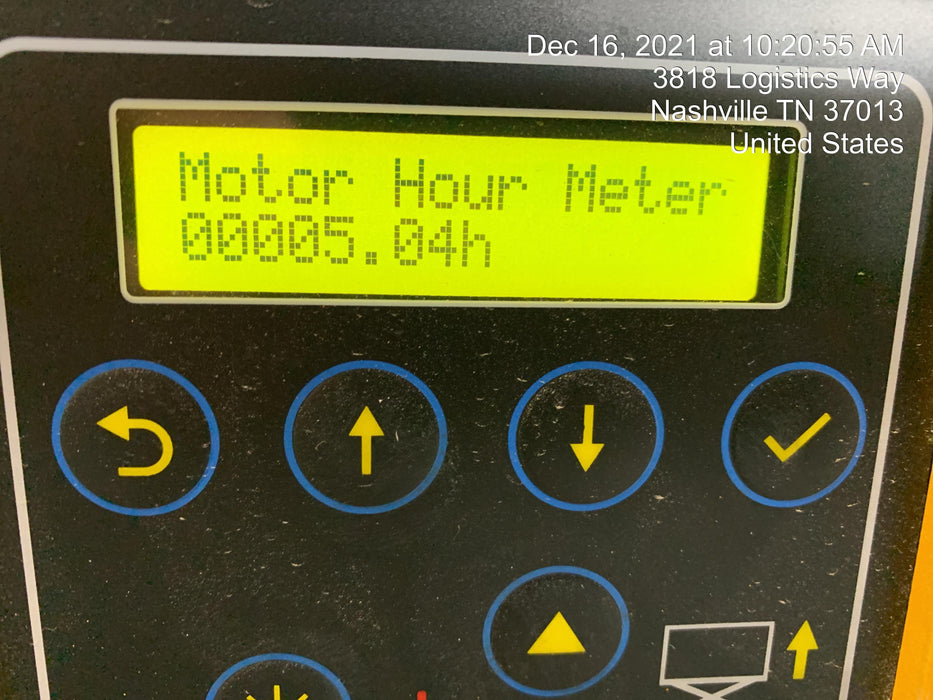 Dec 16, 2021 at 10:20:55 AM
3818 Logistics Way
Nashville TN 37013
United States
Motor Hour Meter
00005.04h